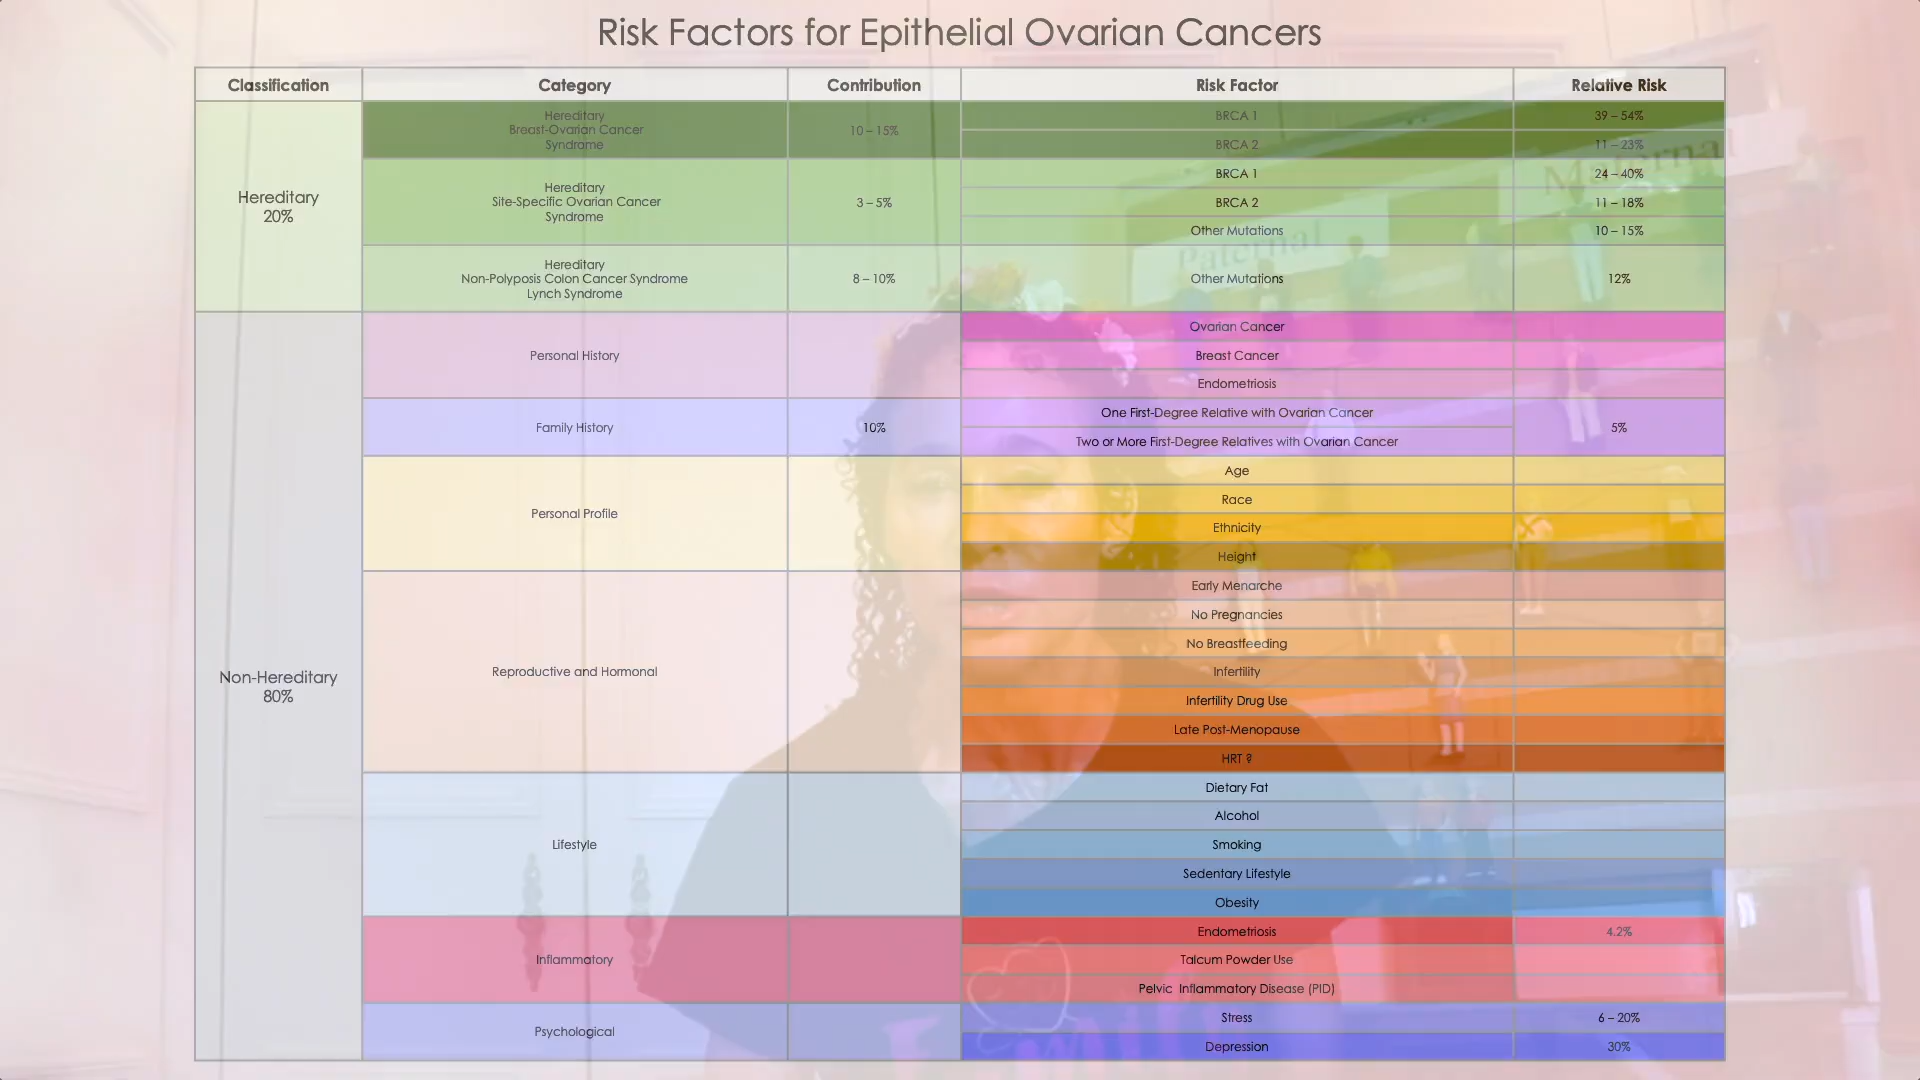 Risk Factors for Epithelial Ovarian Cancers
Classification Category Contribution Risk Factor Relative Risk
Hereditary
20%
Hereditary
Breast-Ovarian Cancer
Syndrome
10 – 15%
BRCA 1 39 – 54%
BRCA 2 11 – 23%
Hereditary
Site-Specific Ovarian Cancer
Syndrome
3 – 5%
BRCA 1 24 – 40%
BRCA 2 11 – 18%
Other Mutations 10 – 15%
Hereditary
Non-Polyposis Colon Cancer Syndrome
Lynch Syndrome
8 – 10%
Other Mutations 12%
Maternal
Paternal
Non-Hereditary
80%
Personal History
Ovarian Cancer
Breast Cancer
Endometriosis
Family History
10%
One First-Degree Relative with Ovarian Cancer
Two or More First-Degree Relatives with Ovarian Cancer
5%
Personal Profile
Age
Race
Ethnicity
Height
Reproductive and Hormonal
Early Menarche
No Pregnancies
No Breastfeeding
Infertility
Infertility Drug Use
Late Post-Menopause
HRT ?
Lifestyle
Dietary Fat
Alcohol
Smoking
Sedentary Lifestyle
Obesity
Inflammatory
Endometriosis 4.2%
Talcum Powder Use
Pelvic Inflammatory Disease (PID)
Psychological
Stress 6 – 20%
Depression 30%